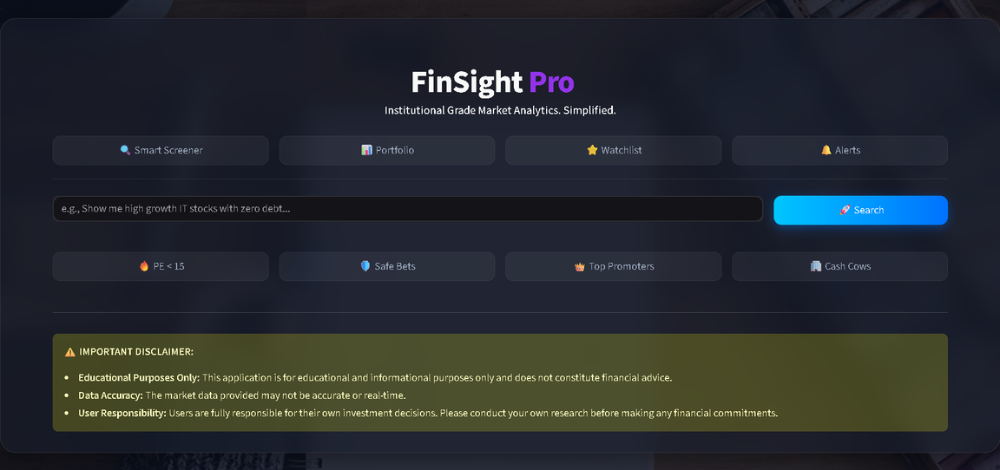 FinSight Pro
Institutional Grade Market Analytics. Simplified.
🔍 Smart Screener
📊 Portfolio
⭐ Watchlist
🔔 Alerts
e.g., Show me high growth IT stocks with zero debt...
🚀 Search
🔥 PE < 15
🛡️ Safe Bets
👑 Top Promoters
🏢 Cash Cows
⚠️ IMPORTANT DISCLAIMER:
• Educational Purposes Only: This application is for educational and informational purposes only and does not constitute financial advice.
• Data Accuracy: The market data provided may not be accurate or real-time.
• User Responsibility: Users are fully responsible for their own investment decisions. Please conduct your own research before making any financial commitments.